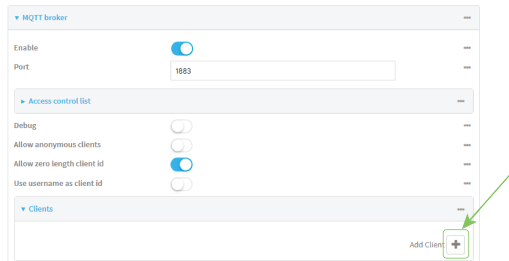 MQTT broker
Enable
Port
1883
Access control list
Debug
Allow anonymous clients
Allow zero length client id
Use username as client id
Clients
Add Client